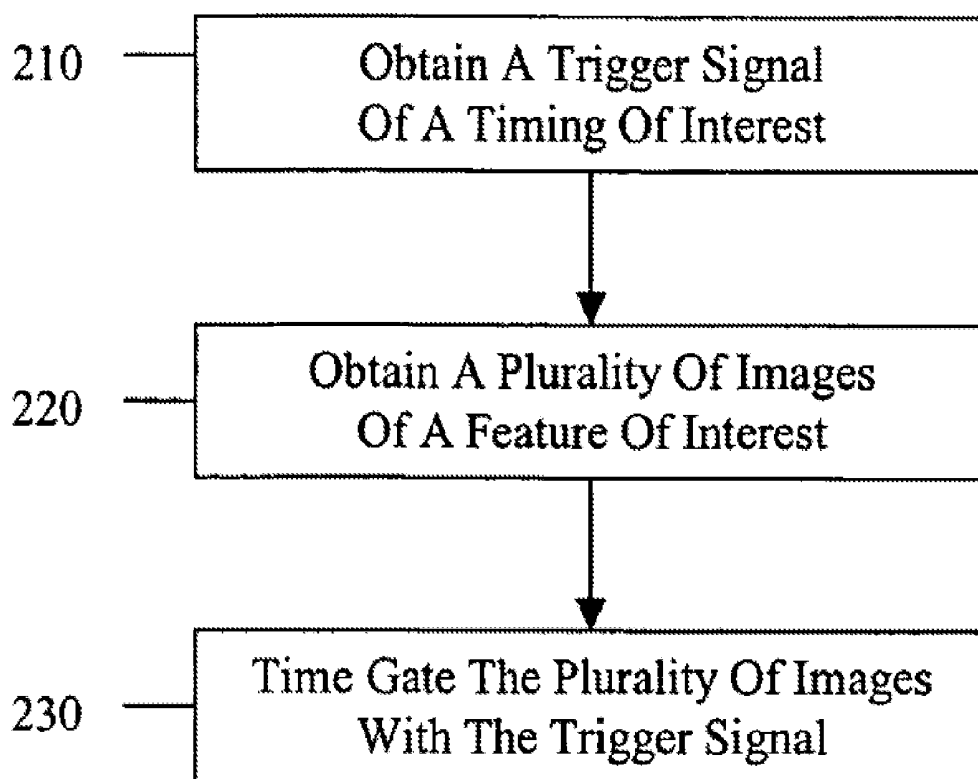 210
Obtain A Trigger Signal
Of A Timing Of Interest
220
Obtain A Plurality Of Images
Of A Feature Of Interest
230
Time Gate The Plurality Of Images
With The Trigger Signal